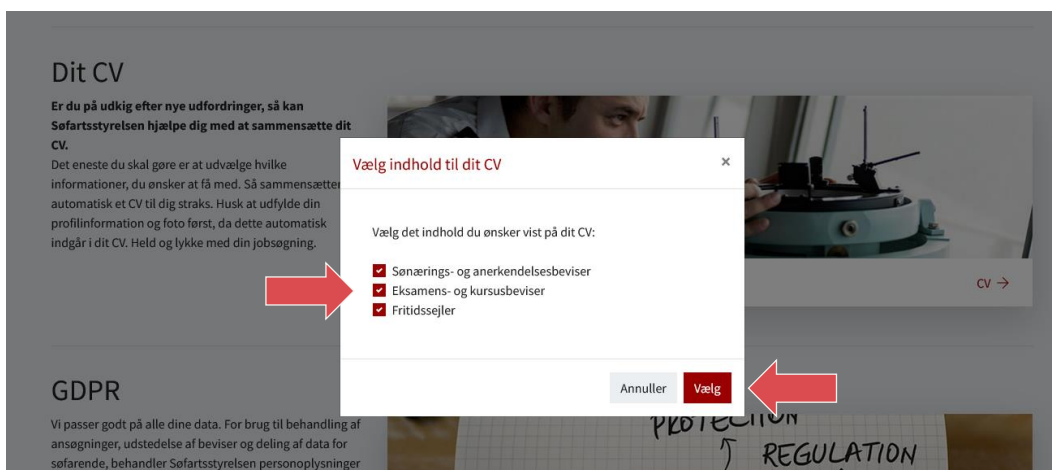 Dit CV
Er du på udkig efter nye udfordringer, så kan
Søfartsstyrelsen hjælpe dig med at sammensætte dit
CV.
Det eneste du skal gøre er at udvælge hvilke
informationer, du ønsker at få med. Så sammensætter
automatisk et CV til dig straks. Husk at udfylde din
profilinformation og foto først, da dette automatisk
indgår i dit CV. Held og lykke med din jobsøgning.
Vælg indhold til dit CV
×
Vælg det indhold du ønsker vist på dit CV:
Sønærings- og anerkendelsesbeviser
Eksamens- og kursusbeviser
Fritidssejler
Annuller Vælg
CV →
GDPR
Vi passer godt på alle dine data. For brug til behandling af
ansøgninger, udstedelse af beviser og deling af data for
søfarende, behandler Søfartsstyrelsen personoplysninger
PROTECTION
REGULATION